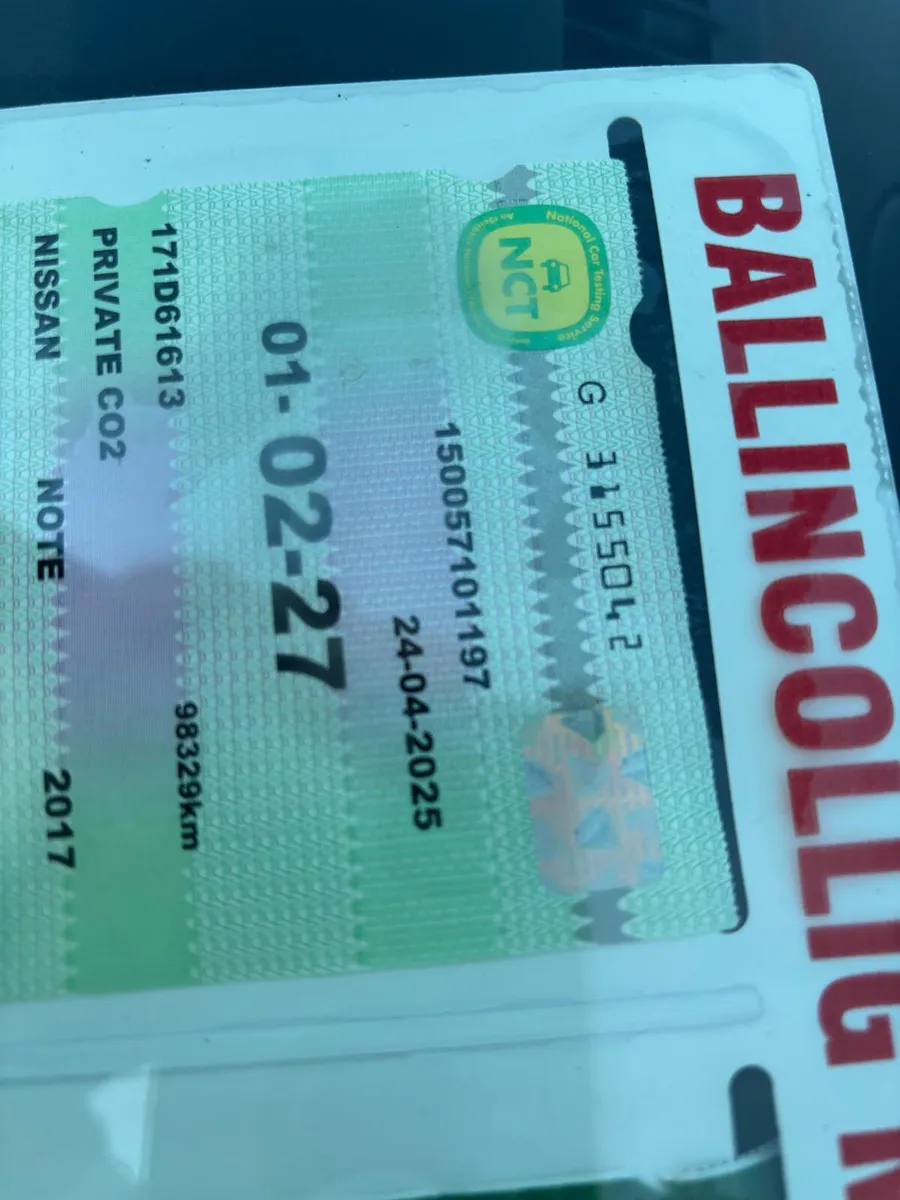 BALLINCOLLIG
National Car Testing Service
NCT
G 3155042
150057101197
24-04-2025
01-02-27
171D61613 98329km
PRIVATE CO2
NISSAN NOTE 2017